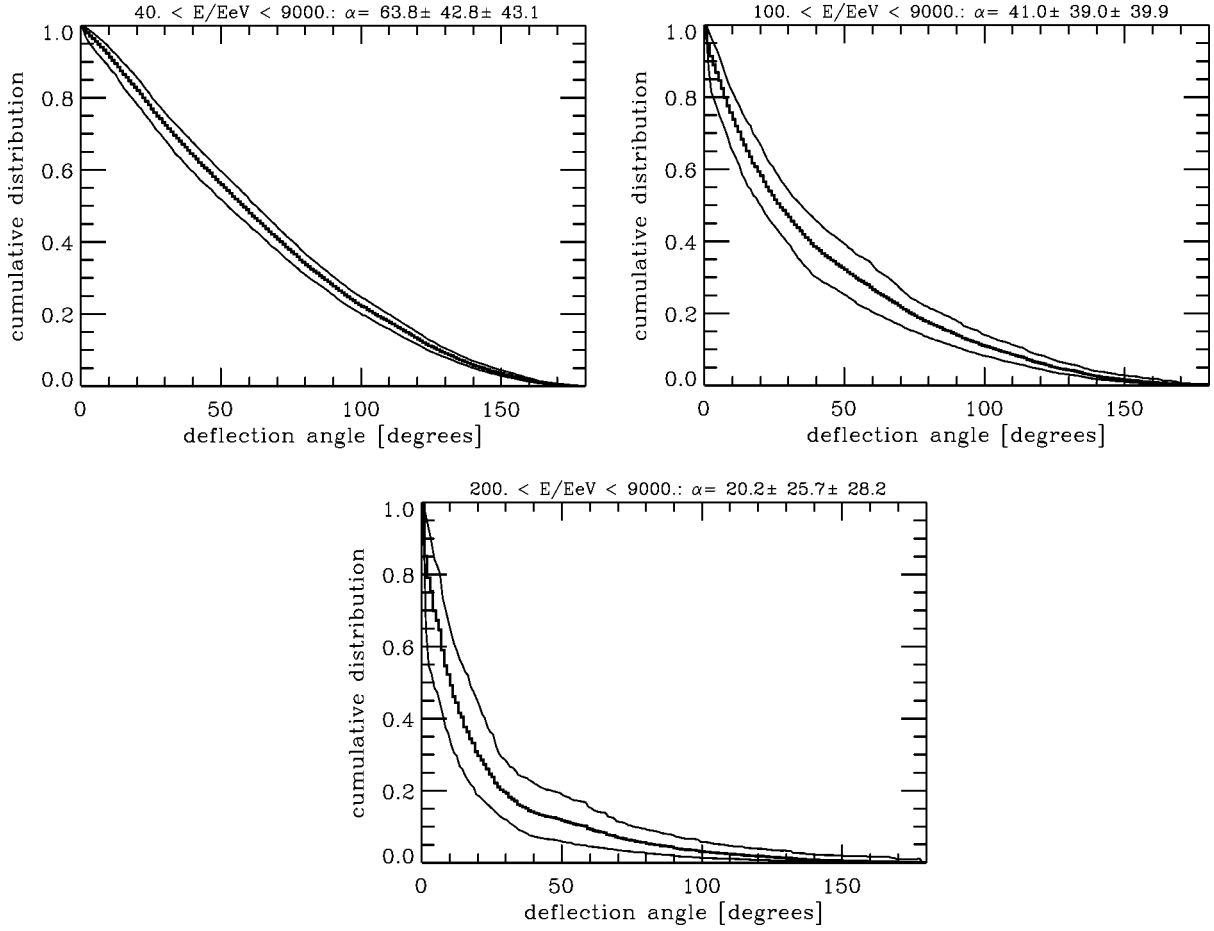 40. < E/EeV < 9000.: α= 63.8± 42.8± 43.1
cumulative distribution
1.0
0.8
0.6
0.4
0.2
0.0
0 50 100 150
deflection angle [degrees]
100. < E/EeV < 9000.: α= 41.0± 39.0± 39.9
cumulative distribution
1.0
0.8
0.6
0.4
0.2
0.0
0 50 100 150
deflection angle [degrees]
200. < E/EeV < 9000.: α= 20.2± 25.7± 28.2
cumulative distribution
1.0
0.8
0.6
0.4
0.2
0.0
0 50 100 150
deflection angle [degrees]